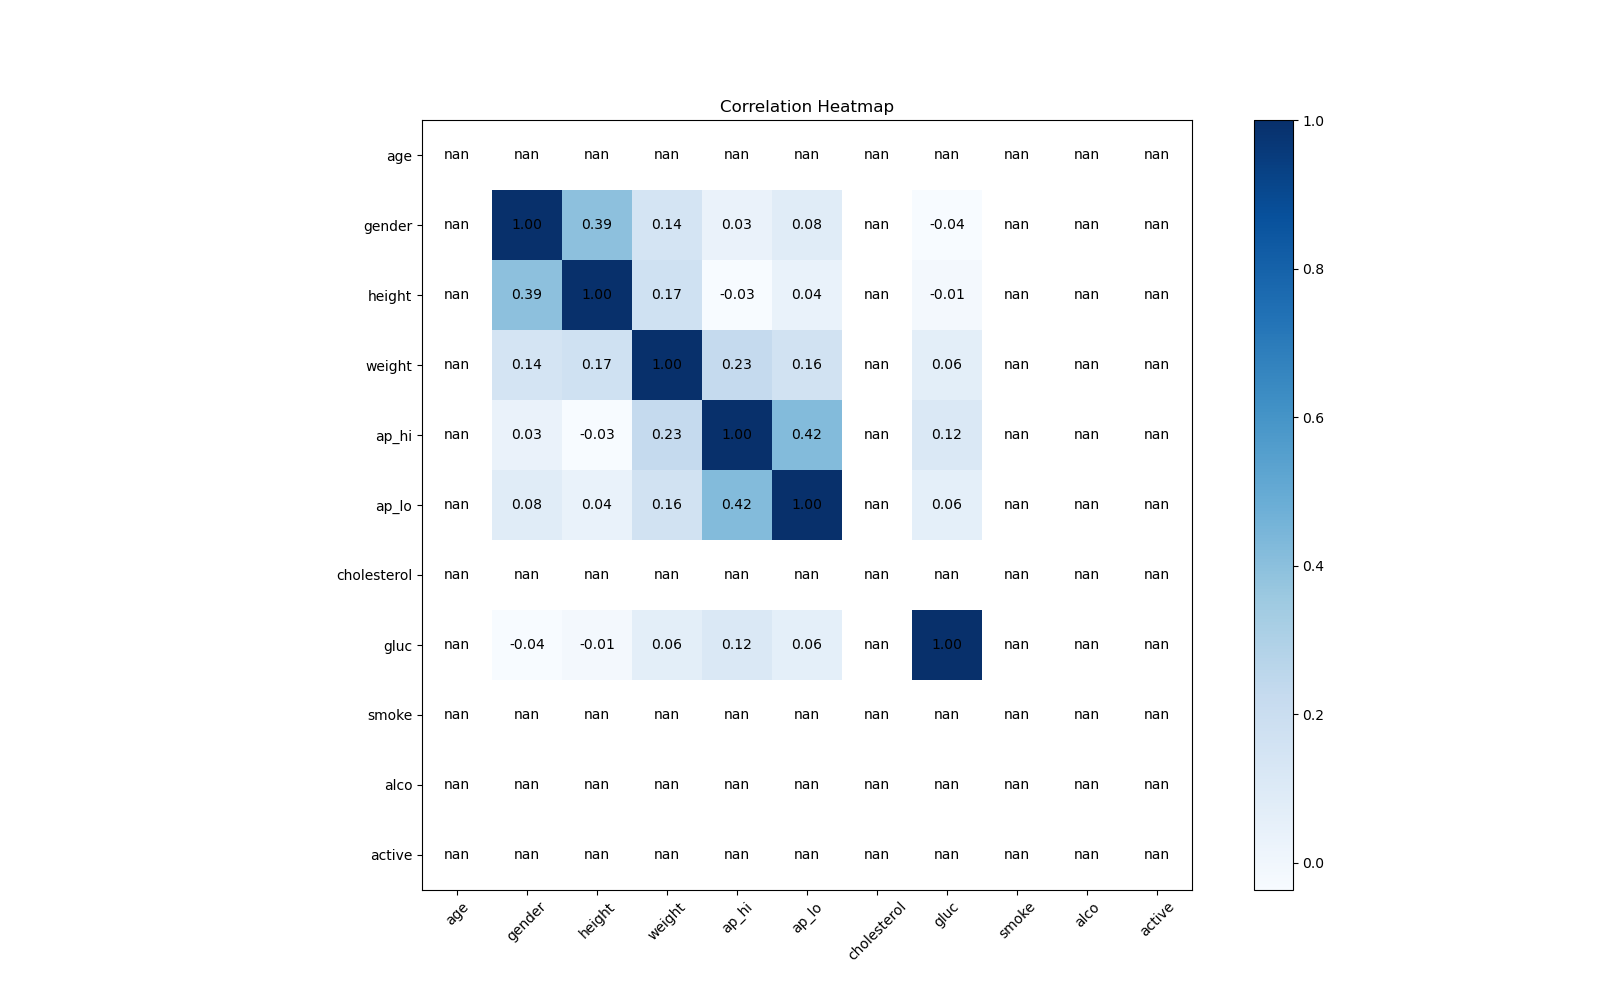 Correlation Heatmap
age nan nan nan nan nan nan nan nan nan nan nan
gender nan 1.00 0.39 0.14 0.03 0.08 nan -0.04 nan nan nan
height nan 0.39 1.00 0.17 -0.03 0.04 nan -0.01 nan nan nan
weight nan 0.14 0.17 1.00 0.23 0.16 nan 0.06 nan nan nan
ap_hi nan 0.03 -0.03 0.23 1.00 0.42 nan 0.12 nan nan nan
ap_lo nan 0.08 0.04 0.16 0.42 1.00 nan 0.06 nan nan nan
cholesterol nan nan nan nan nan nan nan nan nan nan nan
gluc nan -0.04 -0.01 0.06 0.12 0.06 nan 1.00 nan nan nan
smoke nan nan nan nan nan nan nan nan nan nan nan
alco nan nan nan nan nan nan nan nan nan nan nan
active nan nan nan nan nan nan nan nan nan nan nan
age gender height weight ap_hi ap_lo cholesterol gluc smoke alco active
1.0
0.8
0.6
0.4
0.2
0.0